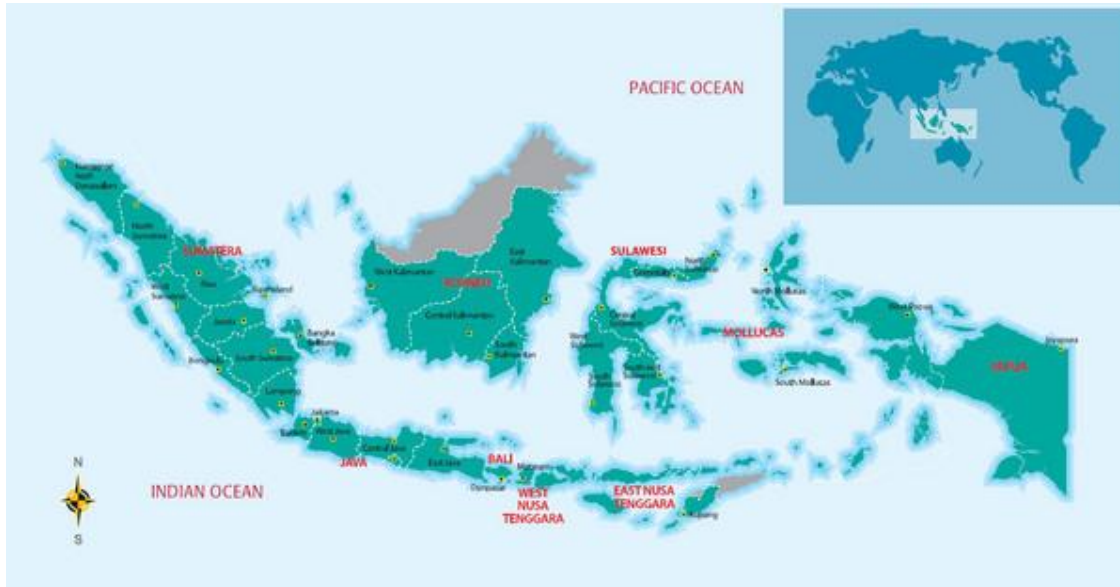 PACIFIC OCEAN
North
Sumatera
SUMATERA
Riau
West
Sumatera
Jambi
Bengkulu
South Sumatera
Bangka
Belitung
Lampung
West Kalimantan
East
Kalimantan
BORNEO
Central Kalimantan
South
Kalimantan
SULAWESI
Gorontalo
North
Sulawesi
Central
Sulawesi
West
Sulawesi
South
Sulawesi
South east
Sulawesi
North Mollucas
MOLLUCAS
South Mollucas
West Papua
PAPUA
Jayapura
Jakarta
Banten
West Java
Central Java
East Java
JAVA
BALI
Denpasar
Mataram
WEST
NUSA
TENGGARA
EAST NUSA
TENGGARA
Kupang
INDIAN OCEAN
N
S